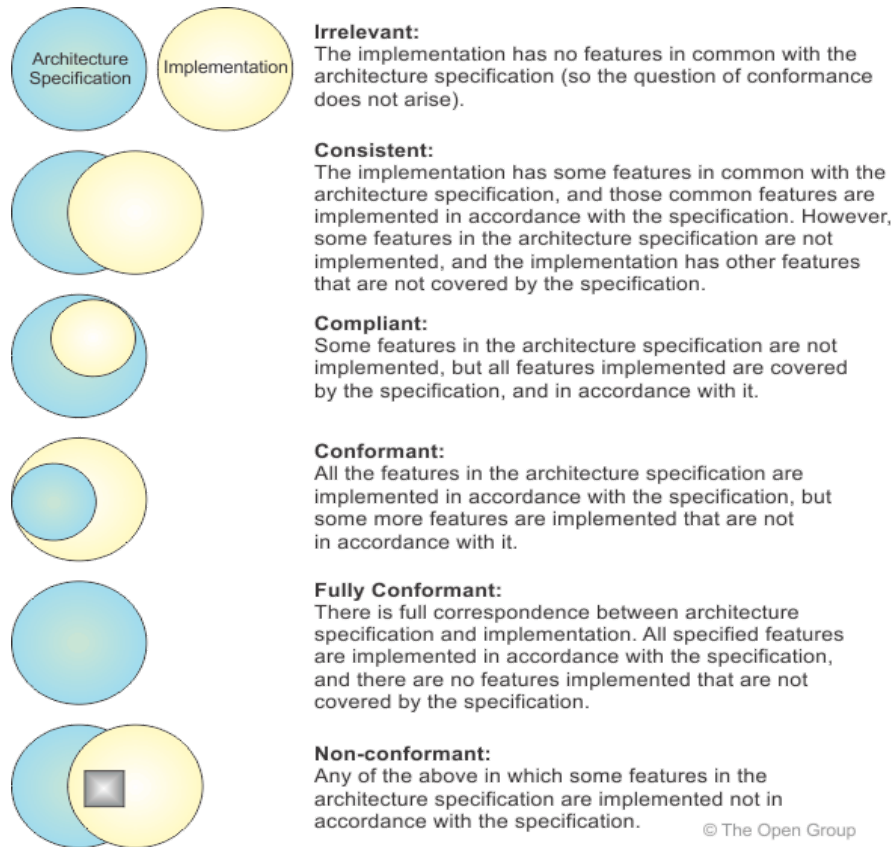 Architecture
Specification
Implementation
Irrelevant:
The implementation has no features in common with the
architecture specification (so the question of conformance
does not arise).
Consistent:
The implementation has some features in common with the
architecture specification, and those common features are
implemented in accordance with the specification. However,
some features in the architecture specification are not
implemented, and the implementation has other features
that are not covered by the specification.
Compliant:
Some features in the architecture specification are not
implemented, but all features implemented are covered
by the specification, and in accordance with it.
Conformant:
All the features in the architecture specification are
implemented in accordance with the specification, but
some more features are implemented that are not
in accordance with it.
Fully Conformant:
There is full correspondence between architecture
specification and implementation. All specified features
are implemented in accordance with the specification,
and there are no features implemented that are not
covered by the specification.
Non-conformant:
Any of the above in which some features in the
architecture specification are implemented not in
accordance with the specification.
© The Open Group